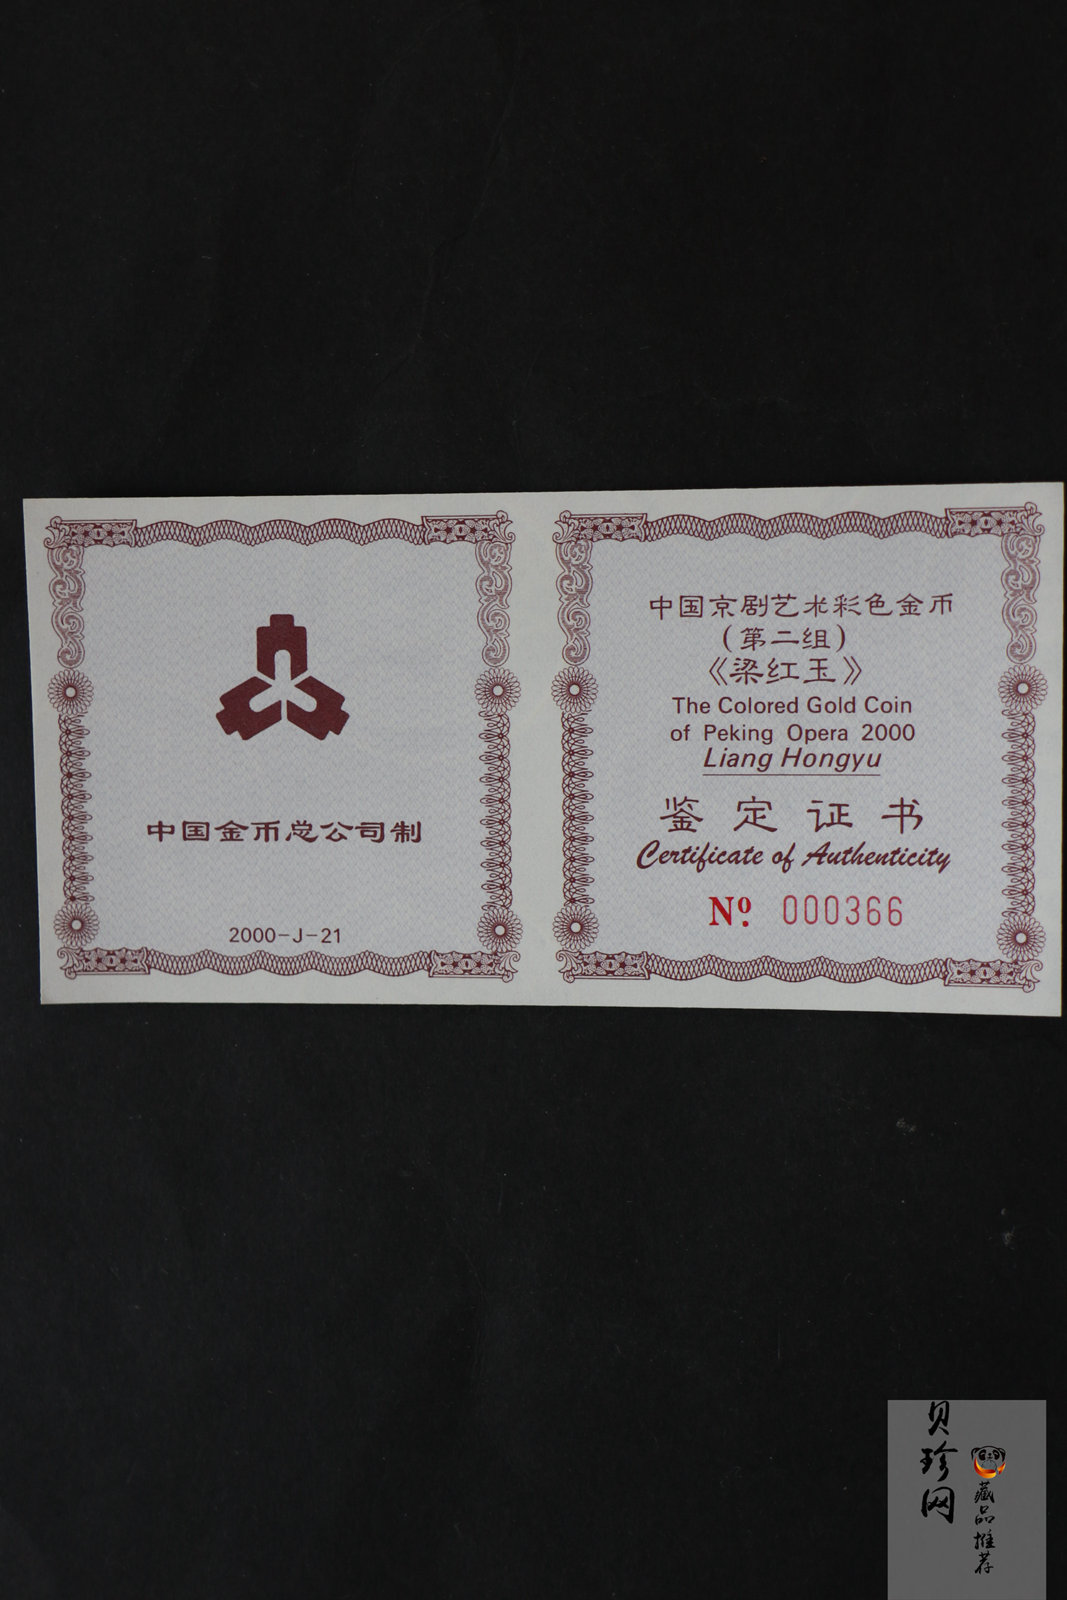 中国金币总公司制
2000-J-21
中国京剧艺术彩色金币
(第二组)
《梁红玉》
The Colored Gold Coin
of Peking Opera 2000
Liang Hongyu
鉴定证书
Certificate of Authenticity
Nº 000366
贝珍网
藏品推荐